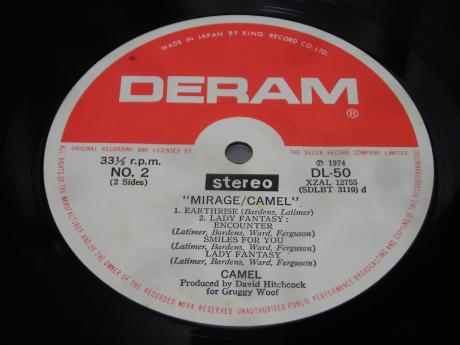 MADE IN JAPAN BY KING RECORD CO. LTD.
DERAM®
ORIGINAL RECORDING AND LICENSED BY THE DECCA RECORD COMPANY LIMITED
33⅓ r.p.m.
NO. 2
(2 Sides)
stereo
℗ 1974
DL-50
XZAL 12755
(SDLBT 3110) d
"MIRAGE/CAMEL"
1. EARTHRISE (Bardens, Latimer)
2. LADY FANTASY:
ENCOUNTER
(Latimer, Bardens, Ward, Ferguson)
SMILES FOR YOU
(Latimer, Bardens, Ward, Ferguson)
LADY FANTASY
(Latimer, Bardens, Ward, Ferguson)
CAMEL
Produced by David Hitchcock
for Gruggy Woof
ALL RIGHTS OF THE MANUFACTURER AND OF THE OWNER OF THE RECORDED WORK RESERVED·UNAUTHORISED PUBLIC PERFORMANCE BROADCASTING AND COPYING OF THIS RECORD PROHIBITED